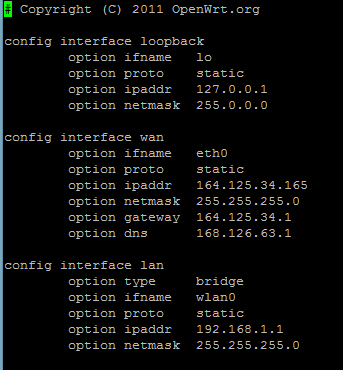 # Copyright (C) 2011 OpenWrt.org
config interface loopback
option ifname lo
option proto static
option ipaddr 127.0.0.1
option netmask 255.0.0.0
config interface wan
option ifname eth0
option proto static
option ipaddr 164.125.34.165
option netmask 255.255.255.0
option gateway 164.125.34.1
option dns 168.126.63.1
config interface lan
option type bridge
option ifname wlan0
option proto static
option ipaddr 192.168.1.1
option netmask 255.255.255.0